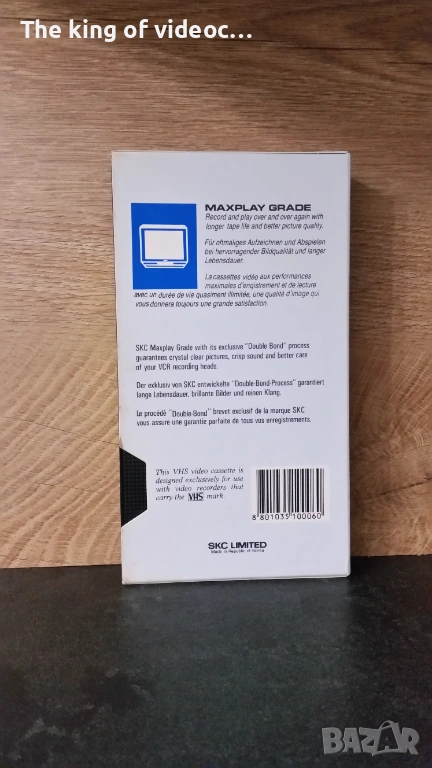 The king of videoc...
MAXPLAY GRADE
Record and play over and over again with
longer tape life and better picture quality.
Für oftmaliges Aufzeichnen und Abspielen
bei hervorragender Bildqualität und langer
Lebensdauer.
La cassettes vidéo aux performances
maximales d'engistrement et de lecture
avec un durée de vie quasiment illimitée, une qualité d'image qui
vous donnera toujours une grande satisfaction.
SKC Maxplay Grade with its exclusive "Double Bond" process
guarantees crystal clear pictures, crisp sound and better care
of your VCR recording heads.
Der exklusiv von SKC entwickelte "Double-Bond-Process" garantiert
lange Lebensdauer, brillante Bilder und reinen Klang.
Le procédé "Double-Bond" brevet exclusif de la marque SKC
vous assure une garantie parfaite de tous vos enregistrements.
This VHS video cassette is
designed exclusively for use
with video recorders that
carry the VHS mark.
8 801035 100060
SKC LIMITED
Made in Republic of Korea
BAZAR